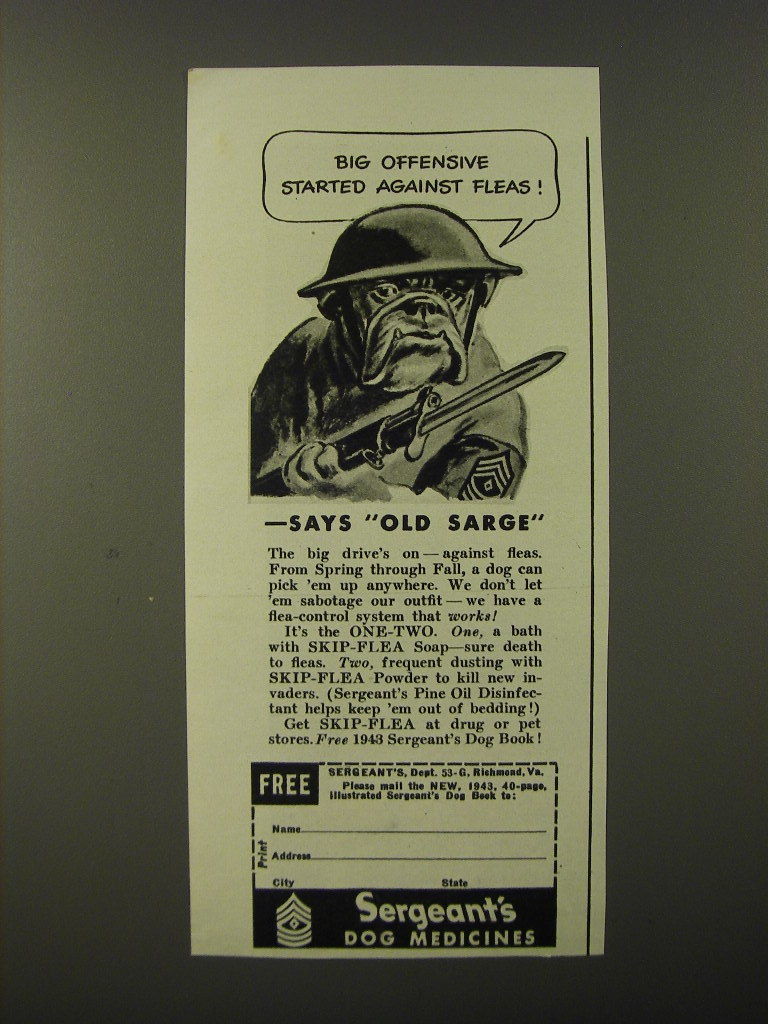 BIG OFFENSIVE
STARTED AGAINST FLEAS!
—SAYS "OLD SARGE"
The big drive's on — against fleas.
From Spring through Fall, a dog can
pick 'em up anywhere. We don't let
'em sabotage our outfit — we have a
flea-control system that works!
It's the ONE-TWO. One, a bath
with SKIP-FLEA Soap—sure death
to fleas. Two, frequent dusting with
SKIP-FLEA Powder to kill new in-
vaders. (Sergeant's Pine Oil Disinfec-
tant helps keep 'em out of bedding!)
Get SKIP-FLEA at drug or pet
stores. Free 1943 Sergeant's Dog Book!
FREE
SERGEANT'S, Dept. 53-G, Richmond, Va.
Please mail the NEW, 1943, 40-page,
illustrated Sergeant's Dog Book to:
Print
Name
Address
City State
Sergeant's
DOG MEDICINES